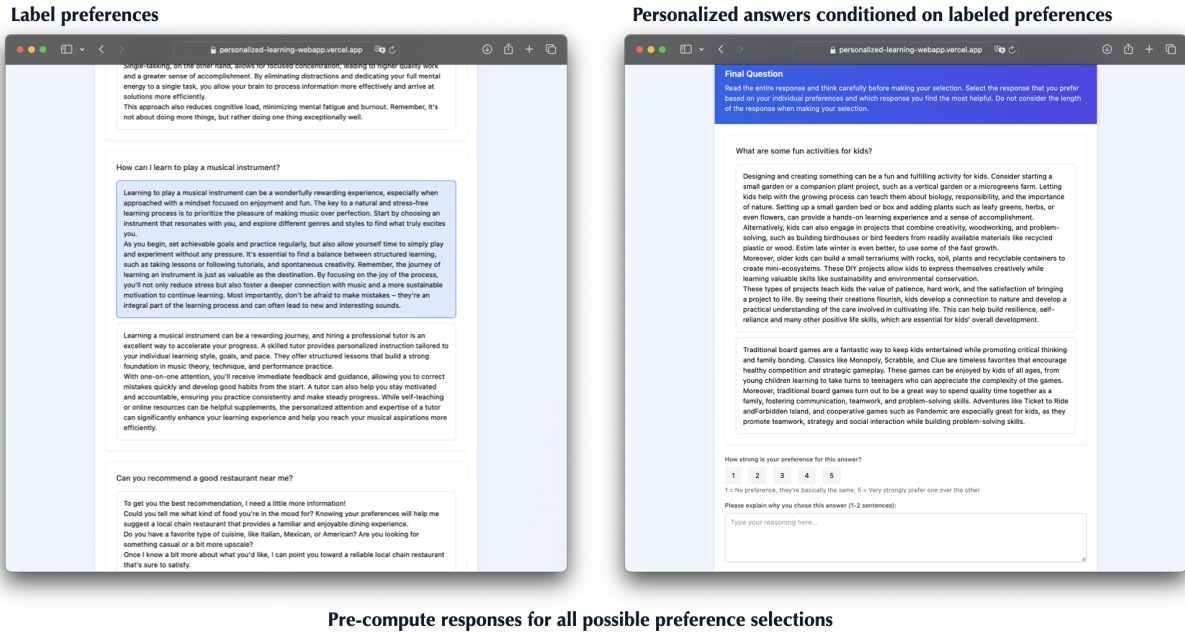 Label preferences
personalized-learning-webapp.vercel.app
Single-tasking, on the other hand, allows for focused concentration, leading to higher quality work
and a greater sense of accomplishment. By eliminating distractions and dedicating your full mental
energy to a single task, you allow your brain to process information more effectively and arrive at
solutions more efficiently.
This approach also reduces cognitive load, minimizing mental fatigue and burnout. Remember, it's
not about doing more things, but rather doing one thing exceptionally well.
How can I learn to play a musical instrument?
Learning to play a musical instrument can be a wonderfully rewarding experience, especially when
approached with a mindset focused on enjoyment and fun. The key to a natural and stress-free
learning process is to prioritize the pleasure of making music over perfection. Start by choosing an
instrument that resonates with you, and explore different genres and styles to find what truly excites
you.
As you begin, set achievable goals and practice regularly, but also allow yourself time to simply play
and experiment without any pressure. It's essential to find a balance between structured learning,
such as taking lessons or following tutorials, and spontaneous creativity. Remember, the journey of
learning an instrument is just as valuable as the destination. By focusing on the joy of the process,
you'll not only reduce stress but also foster a deeper connection with music and a more sustainable
motivation to continue learning. Most importantly, don't be afraid to make mistakes – they're an
integral part of the learning process and can often lead to new and interesting sounds.
Learning a musical instrument can be a rewarding journey, and hiring a professional tutor is an
excellent way to accelerate your progress. A skilled tutor provides personalized instruction tailored to
your individual learning style, goals, and pace. They offer structured lessons that build a strong
foundation in music theory, technique, and performance practice.
With one-on-one attention, you'll receive immediate feedback and guidance, allowing you to correct
mistakes quickly and develop good habits from the start. A tutor can also help you stay motivated
and accountable, ensuring you practice consistently and make steady progress. While self-teaching
or online resources can be helpful supplements, the personalized attention and expertise of a tutor
can significantly enhance your learning experience and help you reach your musical aspirations more
efficiently.
Can you recommend a good restaurant near me?
To get you the best recommendation, I need a little more information!
Could you tell me what kind of food you're in the mood for? Knowing your preferences will help me
suggest a local chain restaurant that provides a familiar and enjoyable dining experience.
Do you have a favorite type of cuisine, like Italian, Mexican, or American? Are you looking for
something casual or a bit more upscale?
Once I know a bit more about what you'd like, I can point you toward a reliable local chain restaurant
that's sure to satisfy.
Personalized answers conditioned on labeled preferences
personalized-learning-webapp.vercel.app
Final Question
Read the entire response and think carefully before making your selection. Select the response that you prefer
based on your individual preferences and which response you find the most helpful. Do not consider the length
of the response when making your selection.
What are some fun activities for kids?
Designing and creating something can be a fun and fulfilling activity for kids. Consider starting a
small garden or a companion plant project, such as a vertical garden or a microgreens farm. Letting
kids help with the growing process can teach them about biology, responsibility, and the importance
of nature. Setting up a small garden bed or box and adding plants such as leafy greens, herbs, or
even flowers, can provide a hands-on learning experience and a sense of accomplishment.
Alternatively, kids can also engage in projects that combine creativity, woodworking, and problem-
solving, such as building birdhouses or bird feeders from readily available materials like recycled
plastic or wood. Estim late winter is even better, to use some of the fast growth.
Moreover, older kids can build a small terrariums with rocks, soil, plants and recyclable containers to
create mini-ecosystems. These DIY projects allow kids to express themselves creatively while
learning valuable skills like sustainability and environmental conservation.
These types of projects teach kids the value of patience, hard work, and the satisfaction of bringing
a project to life. By seeing their creations flourish, kids develop a connection to nature and develop a
practical understanding of the care involved in cultivating life. This can help build resilience, self-
reliance and many other positive life skills, which are essential for kids' overall development.
Traditional board games are a fantastic way to keep kids entertained while promoting critical thinking
and family bonding. Classics like Monopoly, Scrabble, and Clue are timeless favorites that encourage
healthy competition and strategic gameplay. These games can be enjoyed by kids of all ages, from
young children learning to take turns to teenagers who can appreciate the complexity of the games.
Moreover, traditional board games turn out to be a great way to spend quality time together as a
family, fostering communication, teamwork, and problem-solving skills. Adventures like Ticket to Ride
andForbidden Island, and cooperative games such as Pandemic are especially great for kids, as they
promote teamwork, strategy and social interaction while building problem-solving skills.
How strong is your preference for this answer?
1 2 3 4 5
1 = No preference, they're basically the same, 5 = Very strongly prefer one over the other
Please explain why you chose this answer (1-2 sentences):
Type your reasoning here...
Pre-compute responses for all possible preference selections